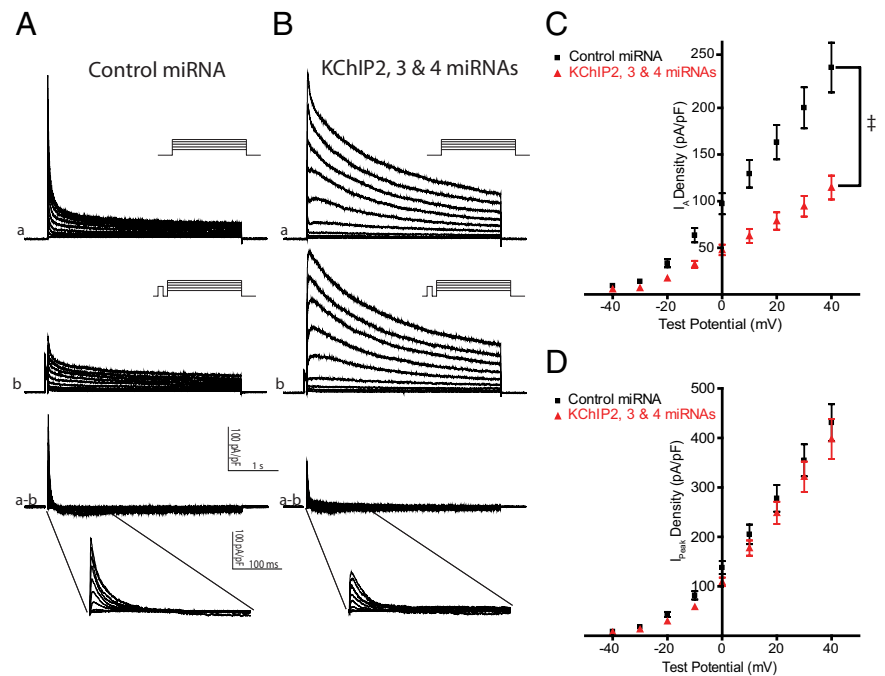 A
Control miRNA
a
b
100 pA/pF
1 s
a-b
100 pA/pF
100 ms
B
KChIP2, 3 & 4 miRNAs
a
b
a-b
C
Control miRNA
KChIP2, 3 & 4 miRNAs
‡
I_A Density (pA/pF)
250
200
150
100
50
-40
-20
0
20
40
Test Potential (mV)
D
Control miRNA
KChIP2, 3 & 4 miRNAs
I_Peak Density (pA/pF)
500
400
300
200
100
-40
-20
0
20
40
Test Potential (mV)